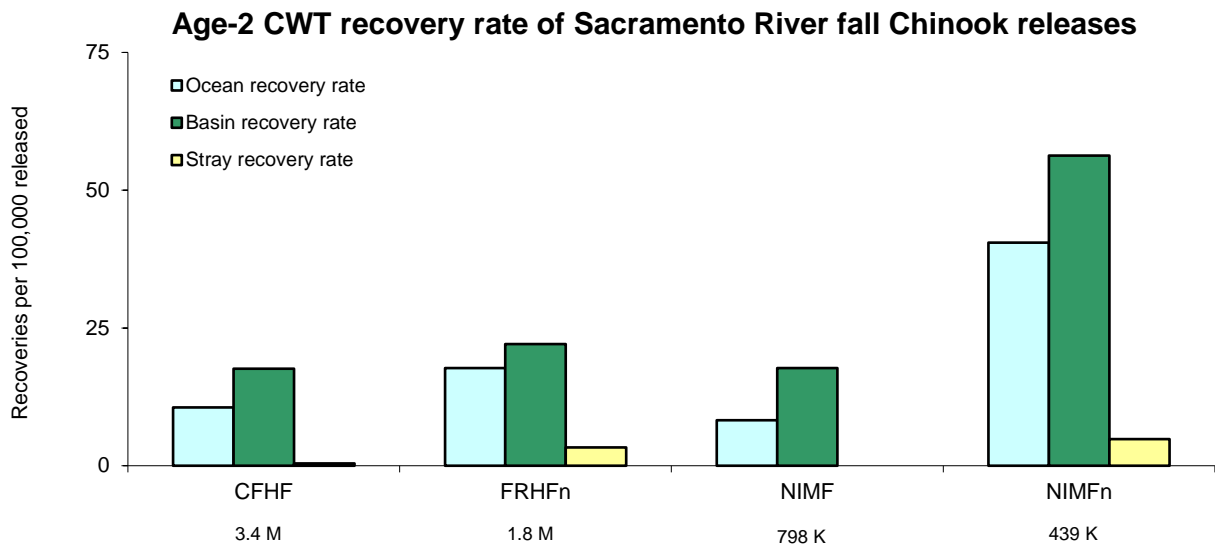 Age-2 CWT recovery rate of Sacramento River fall Chinook releases
Recoveries per 100,000 released
75
50
25
0
Ocean recovery rate
Basin recovery rate
Stray recovery rate
CFHF
FRHFn
NIMF
NIMFn
3.4 M
1.8 M
798 K
439 K